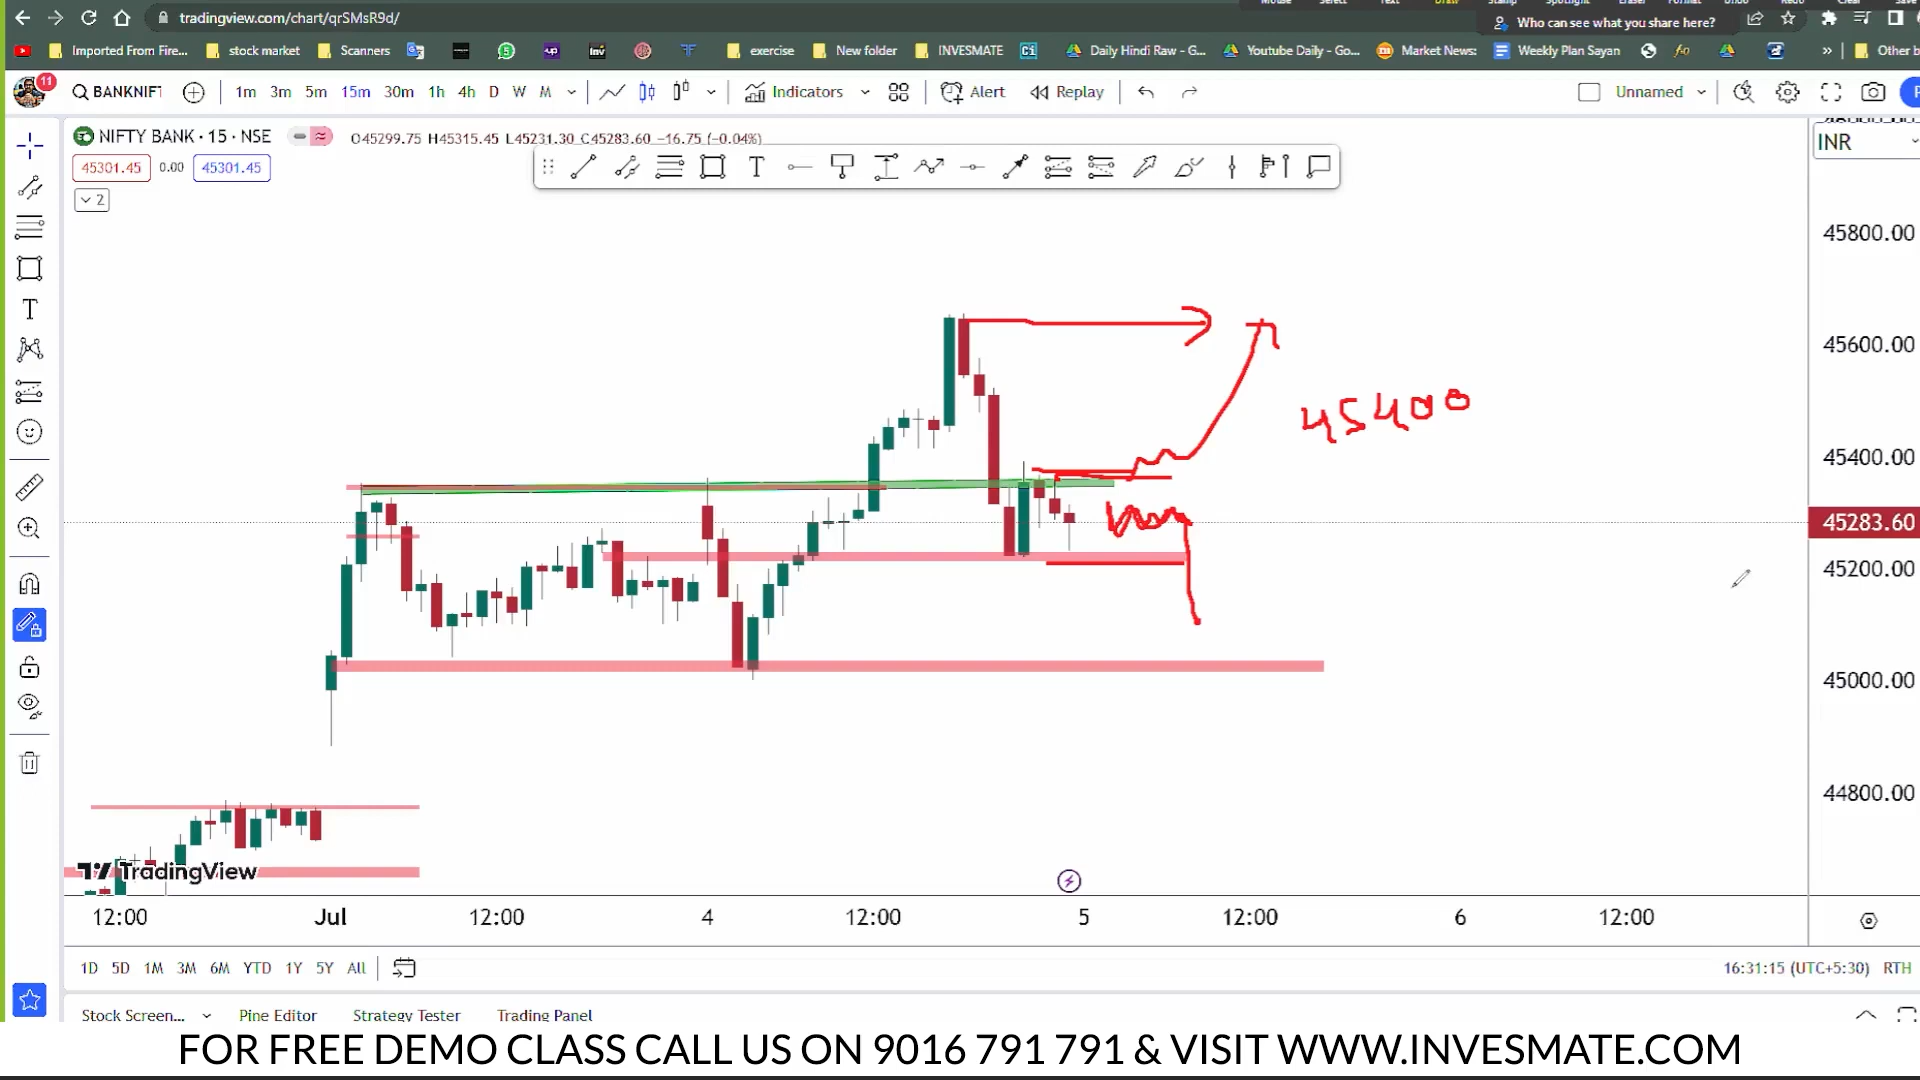 tradingview.com/chart/qrSMsR9d/
Who can see what you share here?
Imported From Fire... stock market Scanners exercise New folder INVESMATE Daily Hindi Raw - G... Youtube Daily - Go... Market News: Weekly Plan Sayan » Other b
11 BANKNIFT 1m 3m 5m 15m 30m 1h 4h D W M Indicators Alert Replay Unnamed
NIFTY BANK · 15 · NSE O45299.75 H45315.45 L45231.30 C45283.60 −16.75 (−0.04%)
INR
45301.45 0.00 45301.45
2
45800.00
45600.00
45400
45400.00
45283.60
45200.00
45000.00
44800.00
TradingView
12:00 Jul 12:00 4 12:00 5 12:00 6 12:00
1D 5D 1M 3M 6M YTD 1Y 5Y All 16:31:15 (UTC+5:30) RTH
Stock Screen... Pine Editor Strategy Tester Trading Panel
FOR FREE DEMO CLASS CALL US ON 9016 791 791 & VISIT WWW.INVESMATE.COM